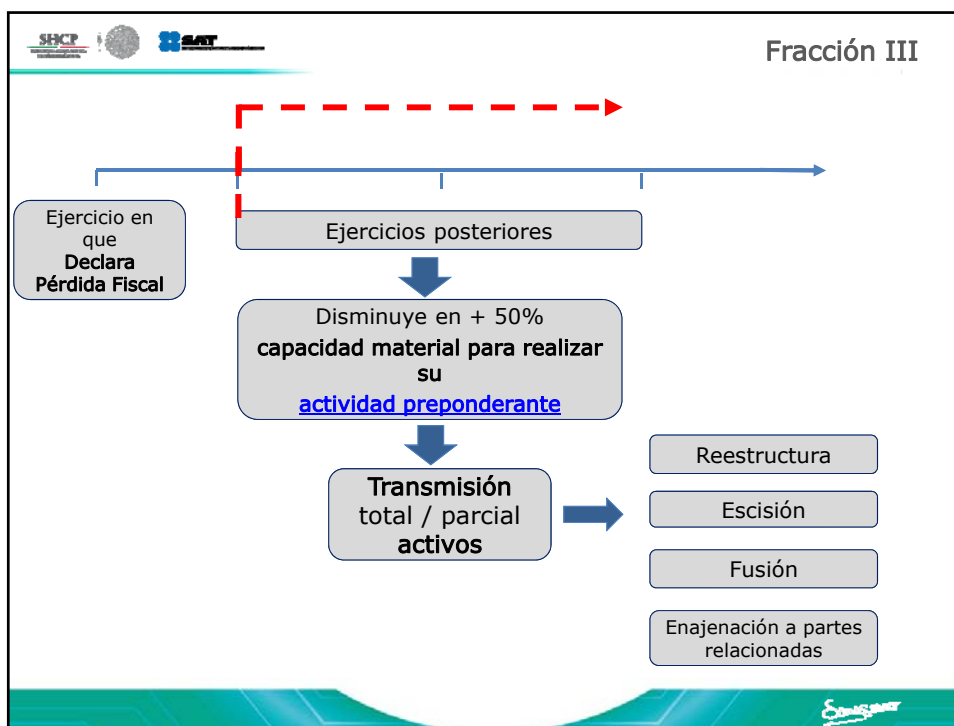 SHCP
SAT
Fracción III
Ejercicio en
que
Declara
Pérdida Fiscal
Ejercicios posteriores
Disminuye en + 50%
capacidad material para realizar
su
actividad preponderante
Transmisión
total / parcial
activos
Reestructura
Escisión
Fusión
Enajenación a partes
relacionadas